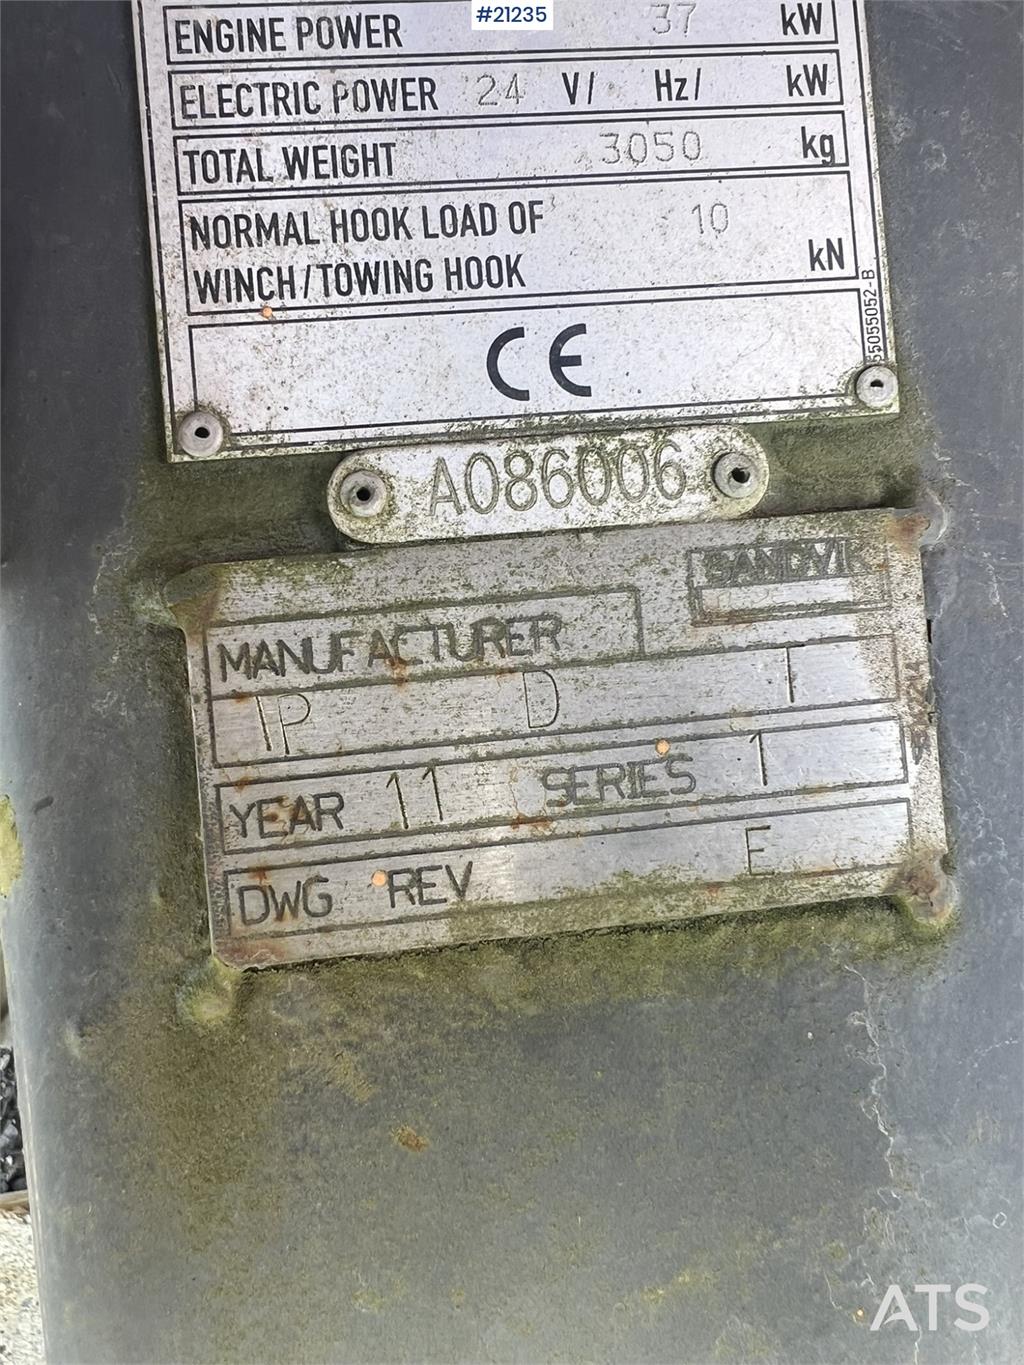 #21235
ENGINE POWER 37 kW
ELECTRIC POWER 24 V/ Hz/ kW
TOTAL WEIGHT 3050 kg
NORMAL HOOK LOAD OF 10
WINCH/TOWING HOOK kN
55055052-B
CE
A086006
SANDVIK
MANUFACTURER
IP D T
YEAR 11 SERIES 1
DWG REV E
ATS